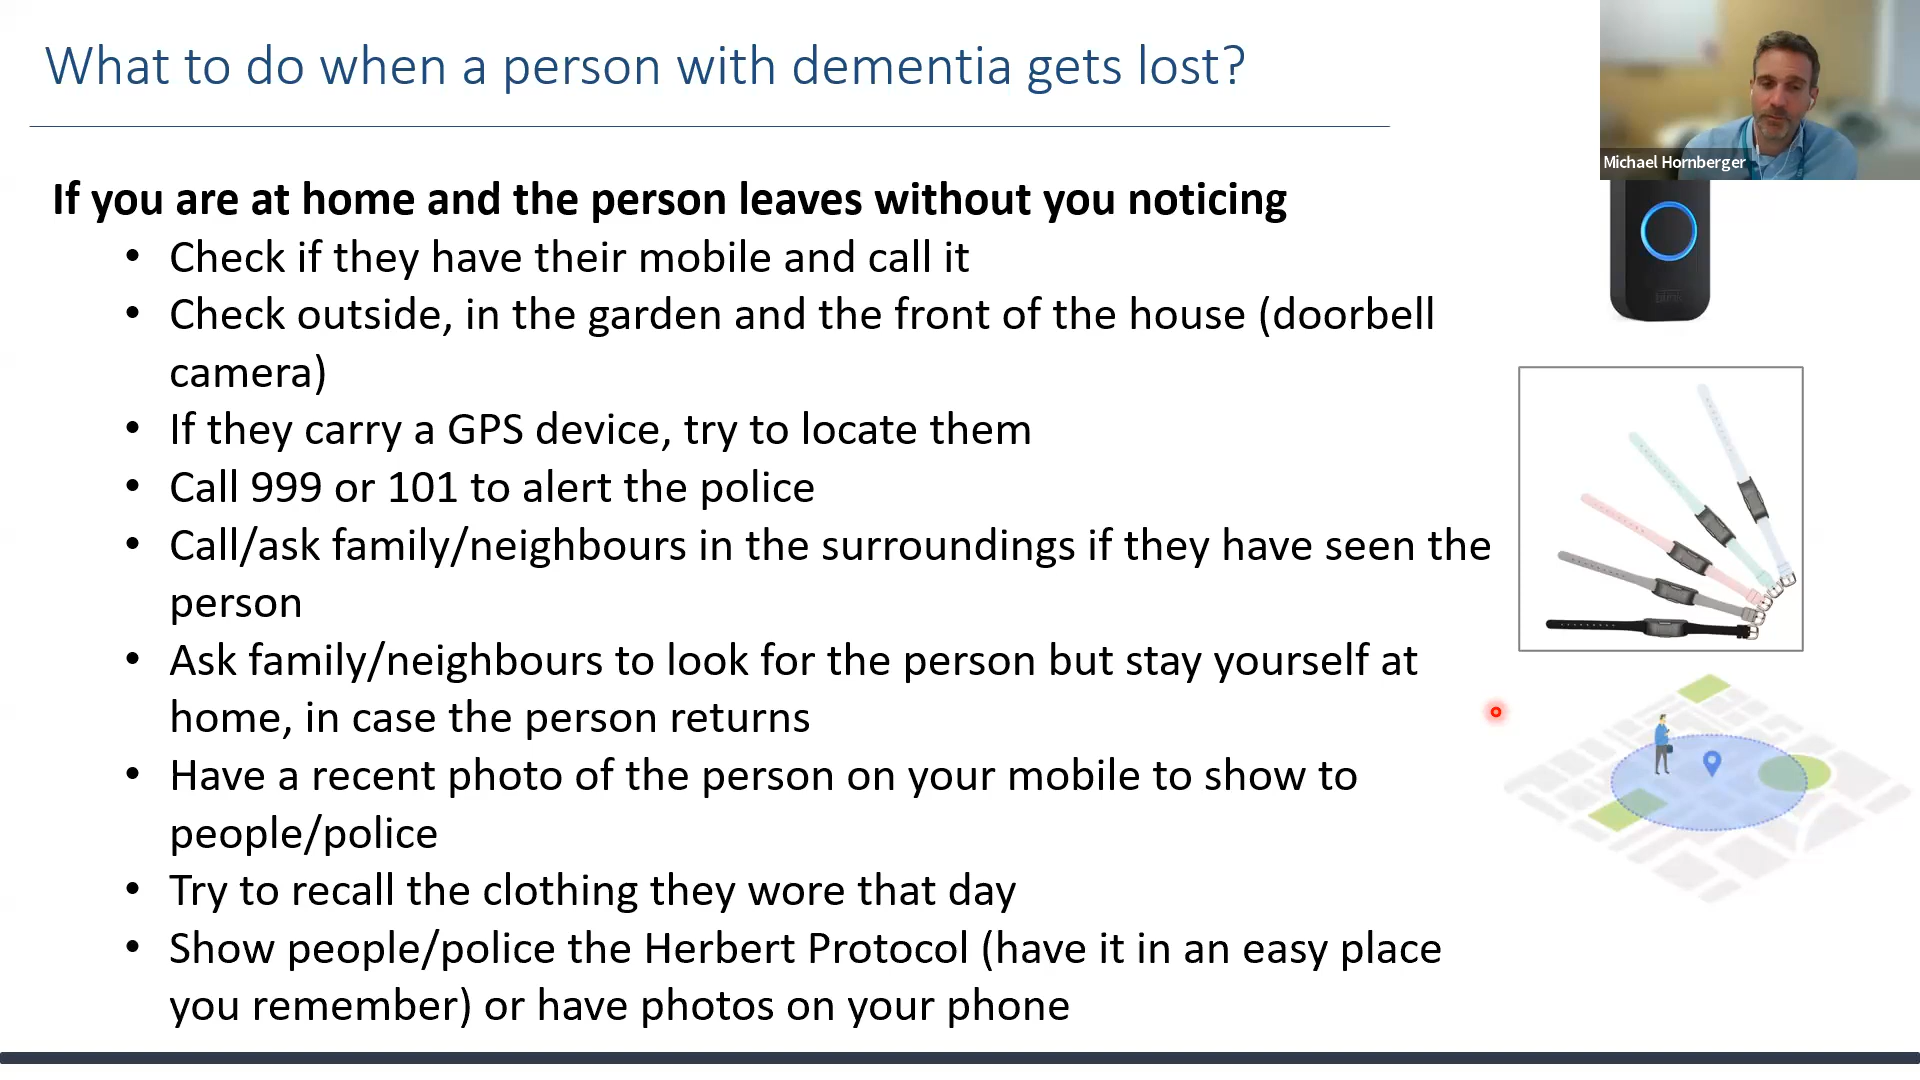 What to do when a person with dementia gets lost?
Michael Hornberger
If you are at home and the person leaves without you noticing
• Check if they have their mobile and call it
• Check outside, in the garden and the front of the house (doorbell
camera)
• If they carry a GPS device, try to locate them
• Call 999 or 101 to alert the police
• Call/ask family/neighbours in the surroundings if they have seen the
person
• Ask family/neighbours to look for the person but stay yourself at
home, in case the person returns
• Have a recent photo of the person on your mobile to show to
people/police
• Try to recall the clothing they wore that day
• Show people/police the Herbert Protocol (have it in an easy place
you remember) or have photos on your phone